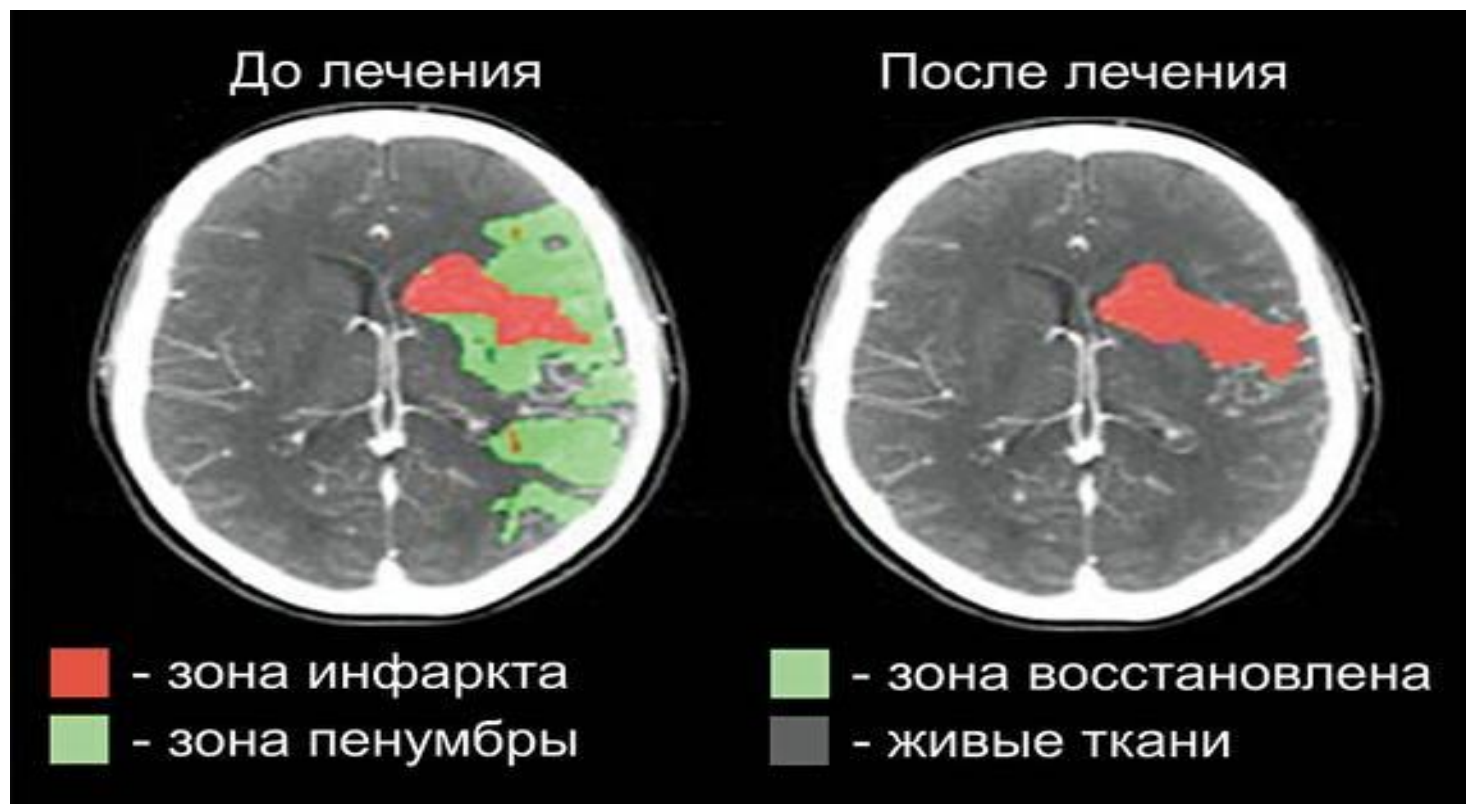 До лечения
После лечения
- зона инфаркта
- зона пенумбры
- зона восстановлена
- живые ткани